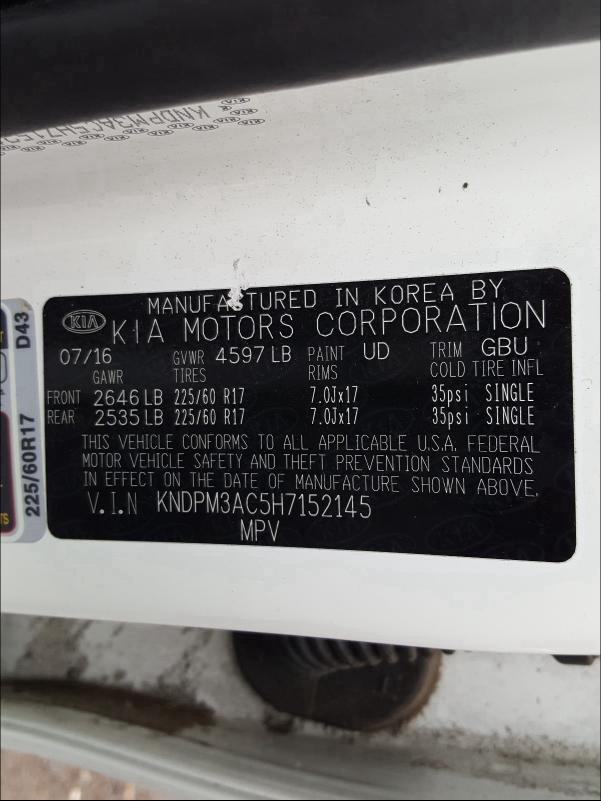 KNDPM3AC5H715
KIA
D43
225/60R17
MANUFACTURED IN KOREA BY
KIA KIA MOTORS CORPORATION
07/16 GVWR 4597 LB PAINT UD TRIM GBU
GAWR TIRES RIMS COLD TIRE INFL
FRONT 2646 LB 225/60 R17 7.0Jx17 35psi SINGLE
REAR 2535 LB 225/60 R17 7.0Jx17 35psi SINGLE
THIS VEHICLE CONFORMS TO ALL APPLICABLE U.S.A. FEDERAL
MOTOR VEHICLE SAFETY AND THEFT PREVENTION STANDARDS
IN EFFECT ON THE DATE OF MANUFACTURE SHOWN ABOVE.
V.I.N KNDPM3AC5H7152145
MPV